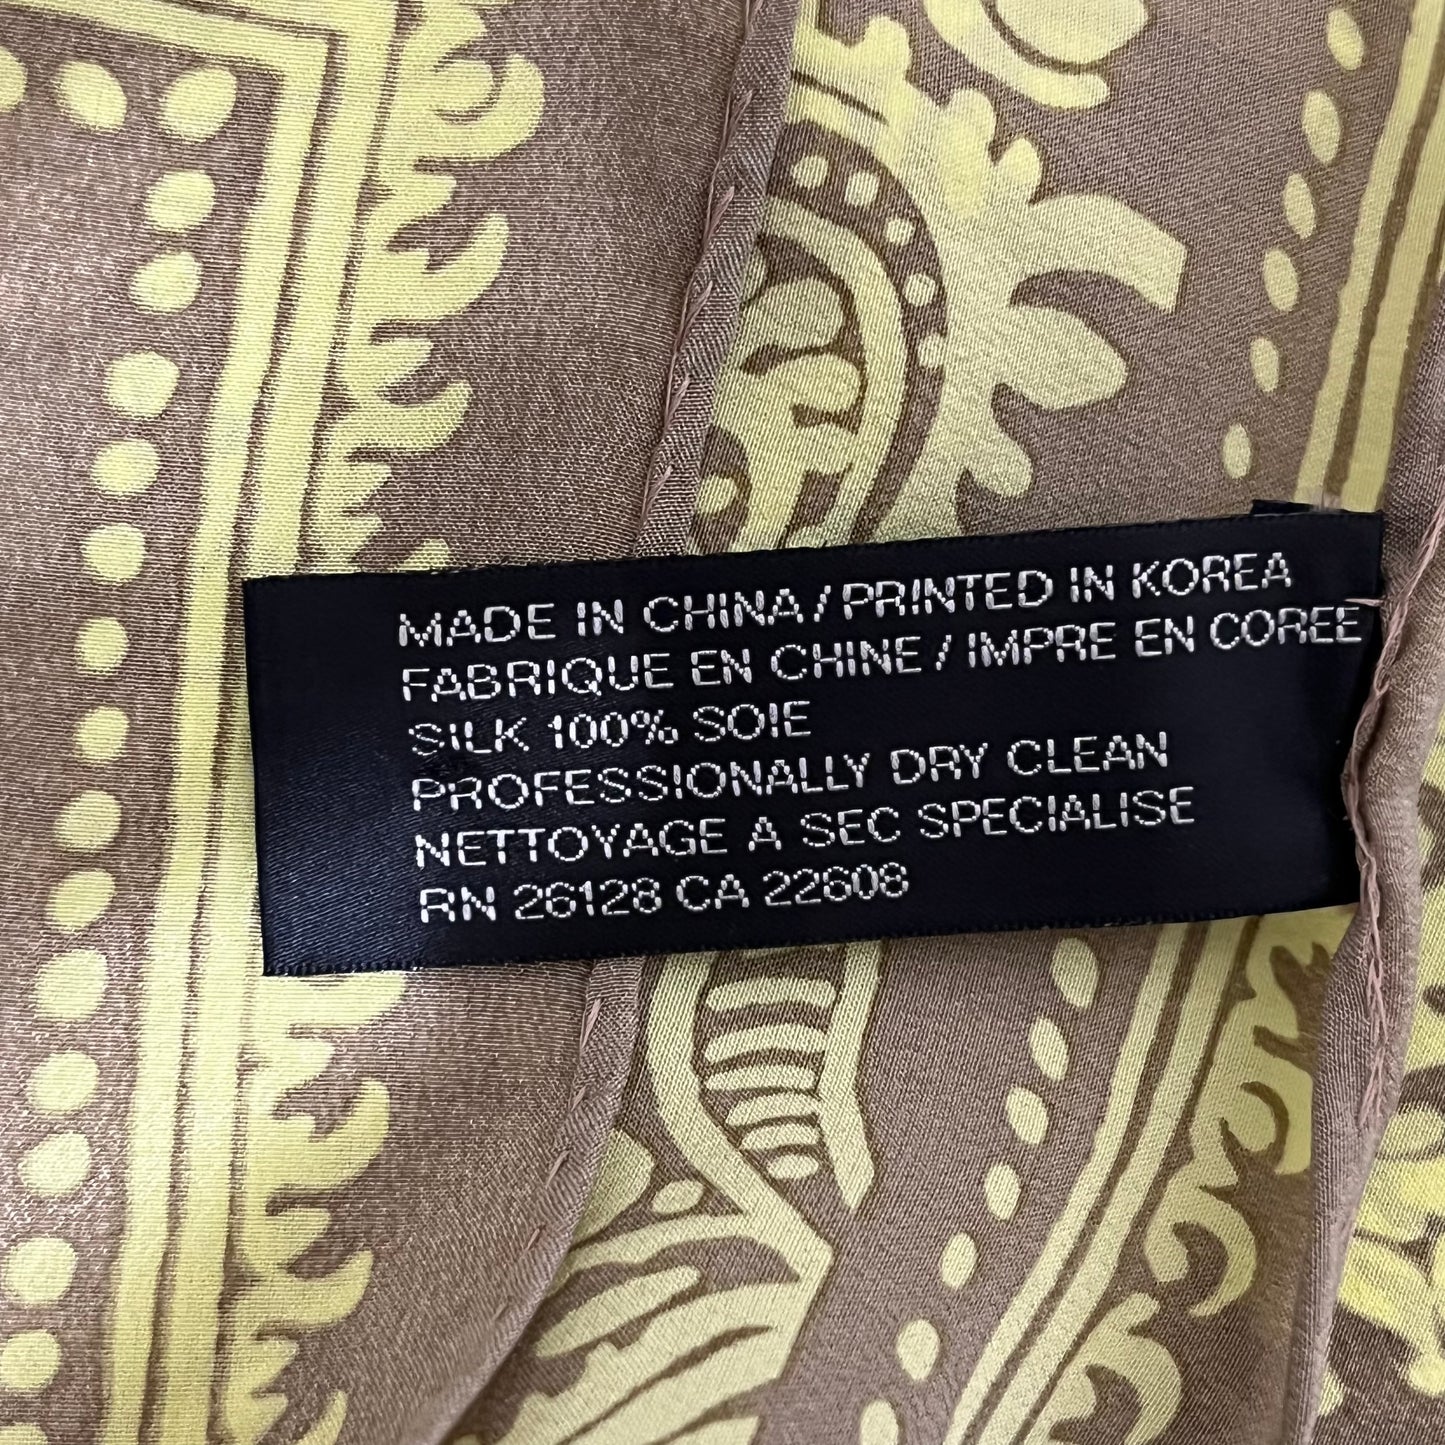 MADE IN CHINA / PRINTED IN KOREA
FABRIQUE EN CHINE / IMPRE EN COREE
SILK 100% SOIE
PROFESSIONALLY DRY CLEAN
NETTOYAGE A SEC SPECIALISE
RN 26128 CA 22608